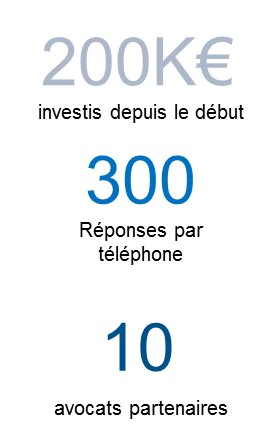 200K€
investis depuis le début
300
Réponses par
téléphone
10
avocats partenaires